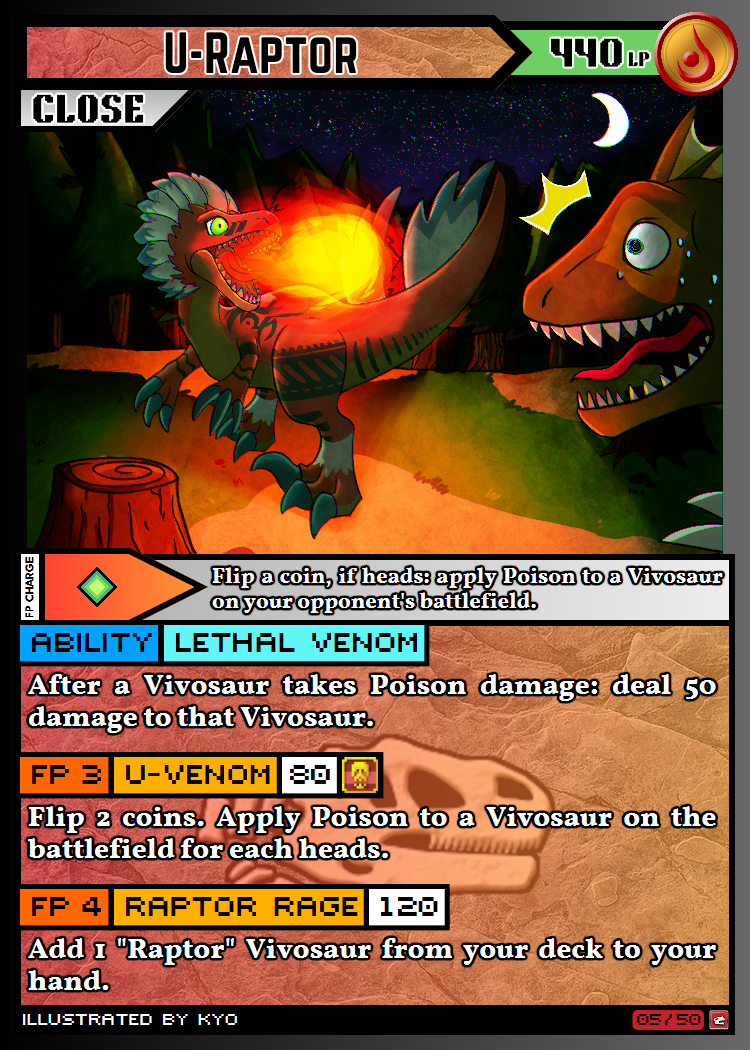 U-RAPTOR
440 LP
CLOSE
FP CHARGE
Flip a coin, if heads: apply Poison to a Vivosaur
on your opponent's battlefield.
ABILITY LETHAL VENOM
After a Vivosaur takes Poison damage: deal 50
damage to that Vivosaur.
FP 3 U-VENOM 80
Flip 2 coins. Apply Poison to a Vivosaur on the
battlefield for each heads.
FP 4 RAPTOR RAGE 120
Add 1 "Raptor" Vivosaur from your deck to your
hand.
ILLUSTRATED BY KYO
05/50